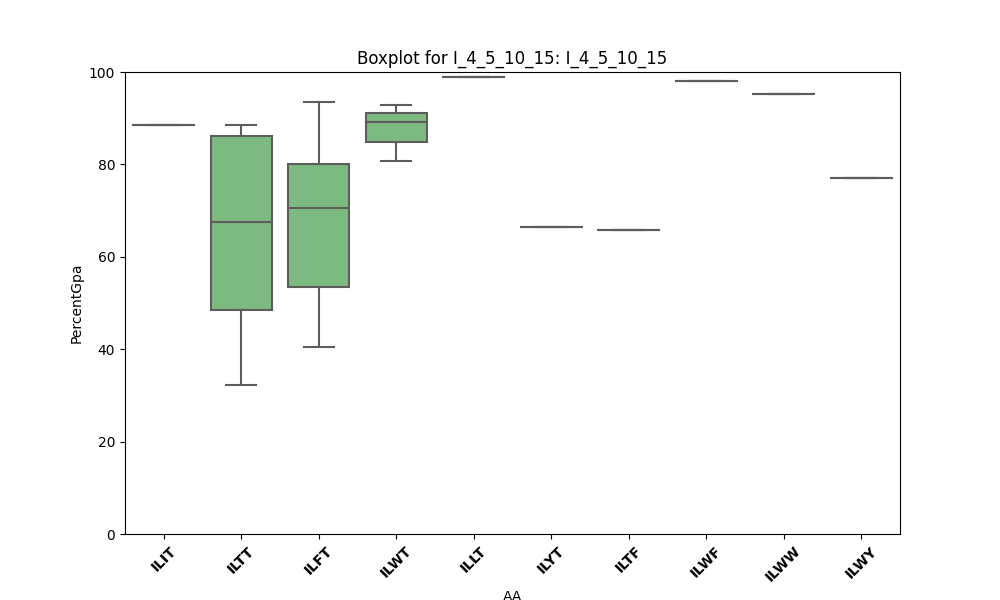 Boxplot for I_4_5_10_15: I_4_5_10_15
100
80
60
40
20
0
PercentGpa
ILIT ILTT ILFT ILWT ILLT ILYT ILTF ILWF ILWW ILWY
AA